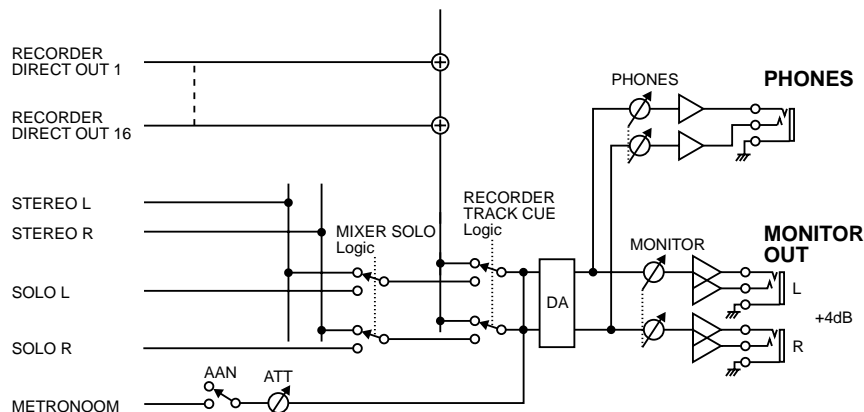 RECORDER
DIRECT OUT 1
RECORDER
DIRECT OUT 16
PHONES
PHONES
STEREO L
STEREO R
MIXER SOLO
Logic
RECORDER
TRACK CUE
Logic
MONITOR
MONITOR
OUT
SOLO L
DA
L
+4dB
SOLO R
R
AAN
ATT
METRONOOM